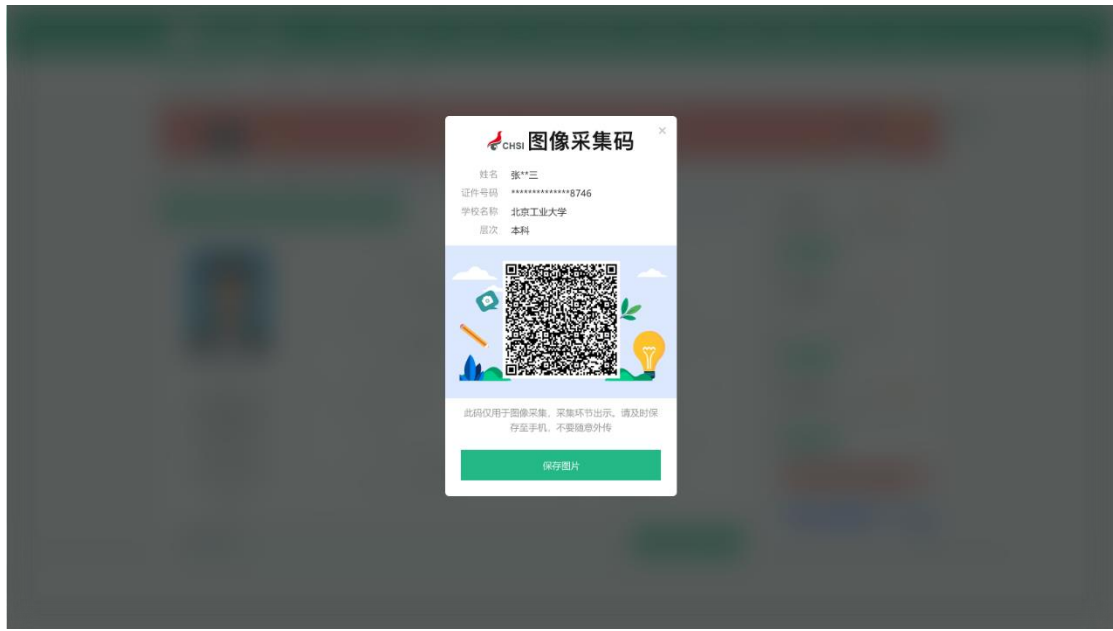 CHSI 图像采集码
×
姓名 张**三
证件号码 **************8746
学校名称 北京工业大学
层次 本科
此码仅用于图像采集，采集环节出示。请及时保
存至手机，不要随意外传
保存图片